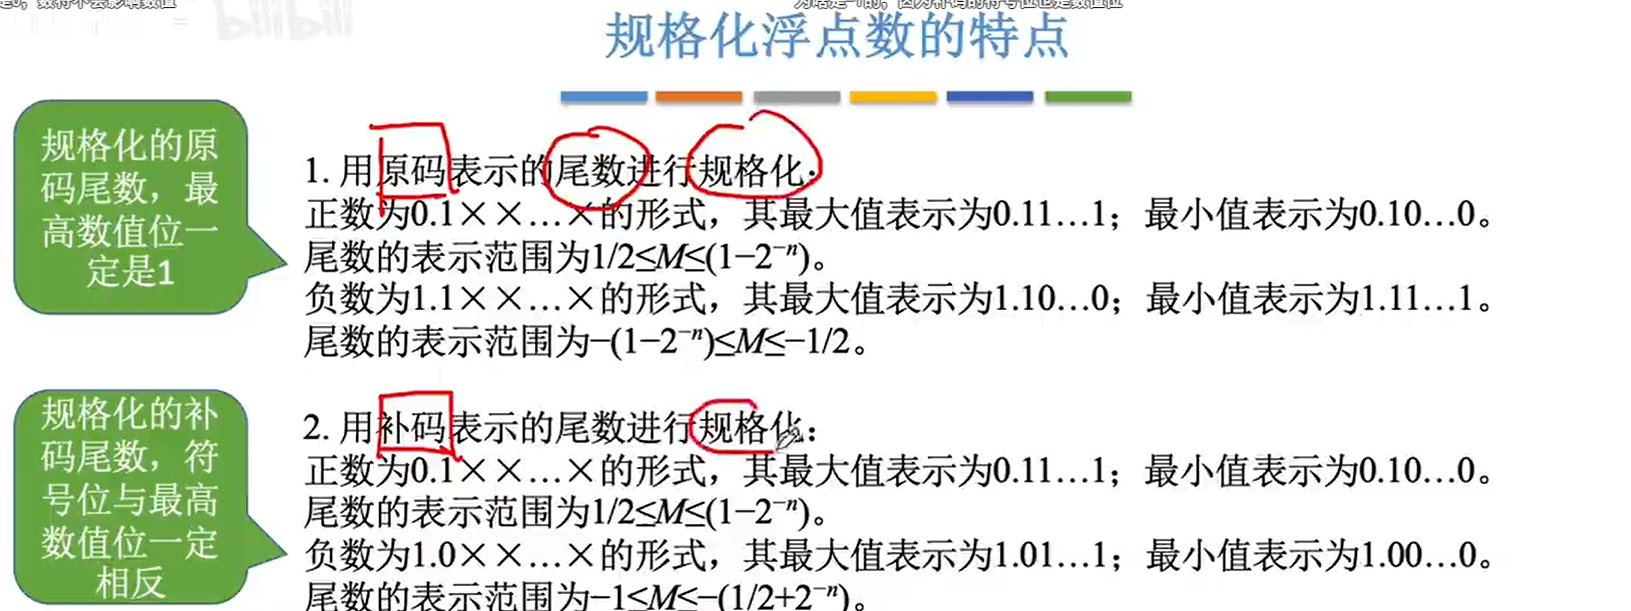 规格化浮点数的特点
规格化的原
码尾数，最
高数值位一
定是1
1. 用原码表示的尾数进行规格化：
正数为0.1××…×的形式，其最大值表示为0.11…1；最小值表示为0.10…0。
尾数的表示范围为1/2≤M≤(1−2⁻ⁿ)。
负数为1.1××…×的形式，其最大值表示为1.10…0；最小值表示为1.11…1。
尾数的表示范围为−(1−2⁻ⁿ)≤M≤−1/2。
规格化的补
码尾数，符
号位与最高
数值位一定
相反
2. 用补码表示的尾数进行规格化：
正数为0.1××…×的形式，其最大值表示为0.11…1；最小值表示为0.10…0。
尾数的表示范围为1/2≤M≤(1−2⁻ⁿ)。
负数为1.0××…×的形式，其最大值表示为1.01…1；最小值表示为1.00…0。
尾数的表示范围为−1≤M≤−(1/2+2⁻ⁿ)。